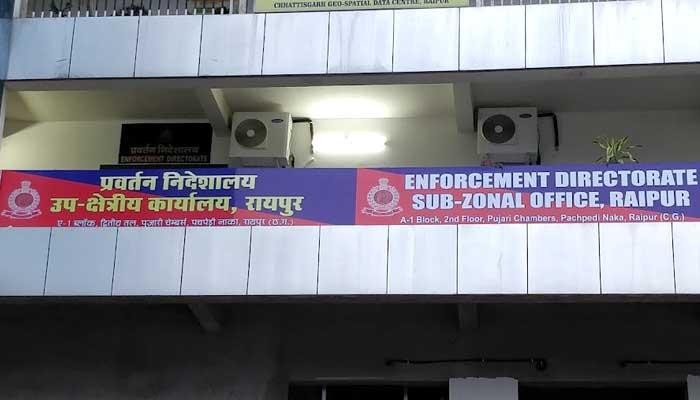 CHHATTISGARH GEO-SPATIAL DATA CENTRE, RAIPUR
प्रवर्तन निदेशालय
ENFORCEMENT DIRECTORATE
प्रवर्तन निदेशालय
उप-क्षेत्रीय कार्यालय, रायपुर
ए-1 ब्लॉक, द्वितीय तल, पुजारी चेम्बर्स, पचपेड़ी नाका, रायपुर (छ.ग.)
ENFORCEMENT DIRECTORATE
SUB-ZONAL OFFICE, RAIPUR
A-1 Block, 2nd Floor, Pujari Chambers, Pachpedi Naka, Raipur (C.G.)